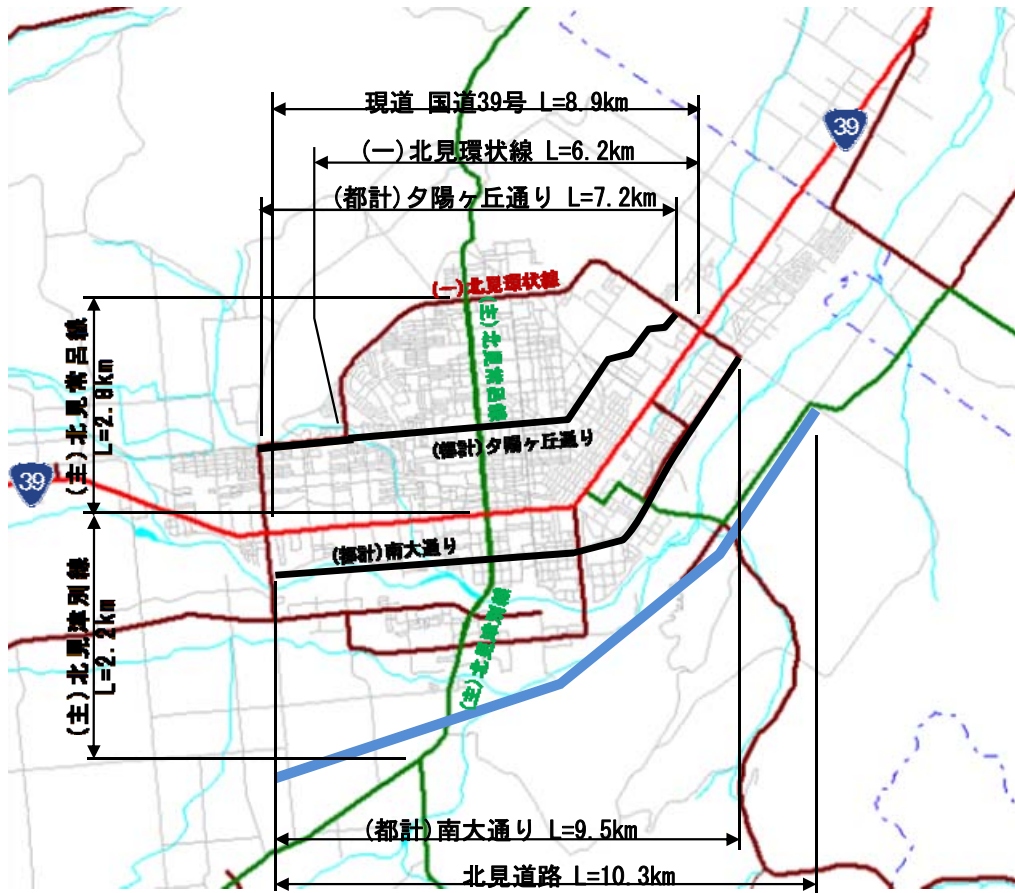 現道 国道39号 L=8.9km
(一)北見環状線 L=6.2km
(都計)夕陽ヶ丘通り L=7.2km
39
(一)北見環状線
(主)北見常呂線
(主)北見常呂線
L=2.8km
(都計)夕陽ヶ丘通り
39
(都計)南大通り
(主)北見津別線
L=2.2km
(主)北見津別線
(都計)南大通り L=9.5km
北見道路 L=10.3km